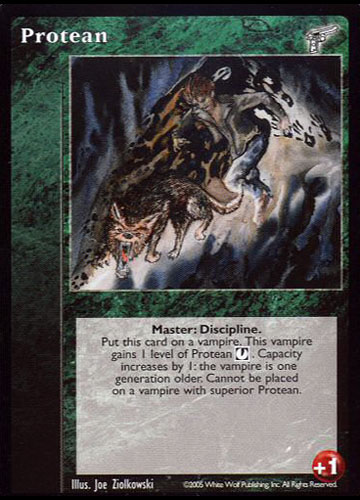 Protean
Master: Discipline.
Put this card on a vampire. This vampire
gains 1 level of Protean . Capacity
increases by 1: the vampire is one
generation older. Cannot be placed
on a vampire with superior Protean.
+1
Illus. Joe Ziolkowski
©2005 White Wolf Publishing, Inc. All Rights Reserved.